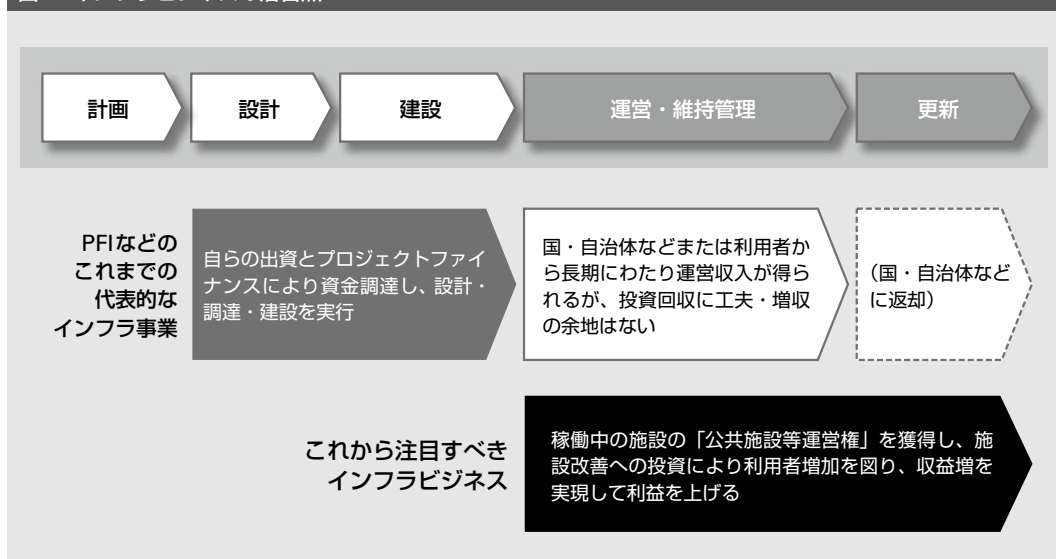 計画
設計
建設
運営・維持管理
更新
PFIなどの
これまでの
代表的な
インフラ事業
自らの出資とプロジェクトファイ
ナンスにより資金調達し、設計・
調達・建設を実行
国・自治体などまたは利用者か
ら長期にわたり運営収入が得ら
れるが、投資回収に工夫・増収
の余地はない
（国・自治体など
に返却）
これから注目すべき
インフラビジネス
稼働中の施設の「公共施設等運営権」を獲得し、施
設改善への投資により利用者増加を図り、収益増を
実現して利益を上げる